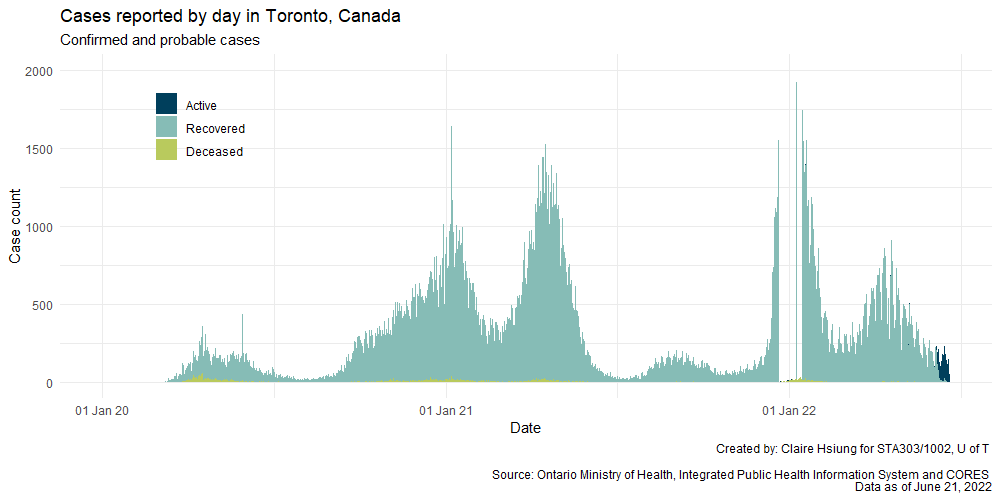 Cases reported by day in Toronto, Canada
Confirmed and probable cases
2000
1500
1000
500
0
Case count
Active
Recovered
Deceased
01 Jan 20
01 Jan 21
01 Jan 22
Date
Created by: Claire Hsiung for STA303/1002, U of T
Source: Ontario Ministry of Health, Integrated Public Health Information System and CORES
Data as of June 21, 2022